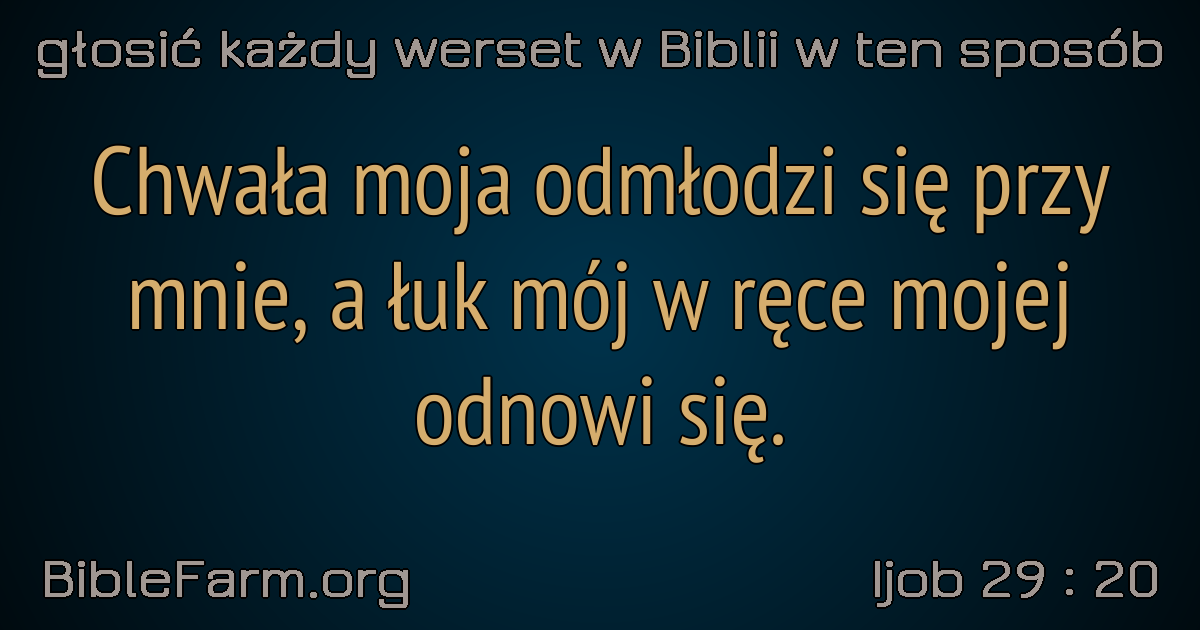 głosić każdy werset w Biblii w ten sposób
Chwała moja odmłodzi się przy
mnie, a łuk mój w ręce mojej
odnowi się.
BibleFarm.org
Ijob 29 : 20